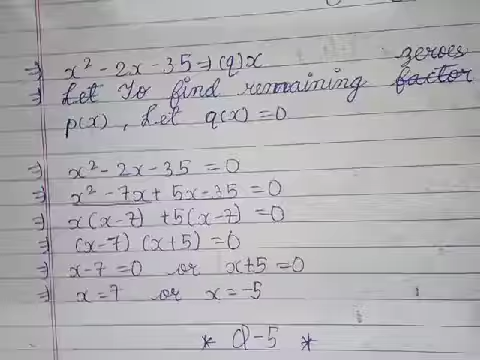 ⇒ x² - 2x - 35 → (q)x
zeroes
⇒ Let To find remaining factor
p(x), Let q(x) = 0
⇒ x² - 2x - 35 = 0
⇒ x² - 7x + 5x - 35 = 0
⇒ x(x-7) + 5(x-7) = 0
⇒ (x-7) (x+5) = 0
⇒ x-7 = 0 or x+5 = 0
⇒ x = 7 or x = -5
* Q-5 *